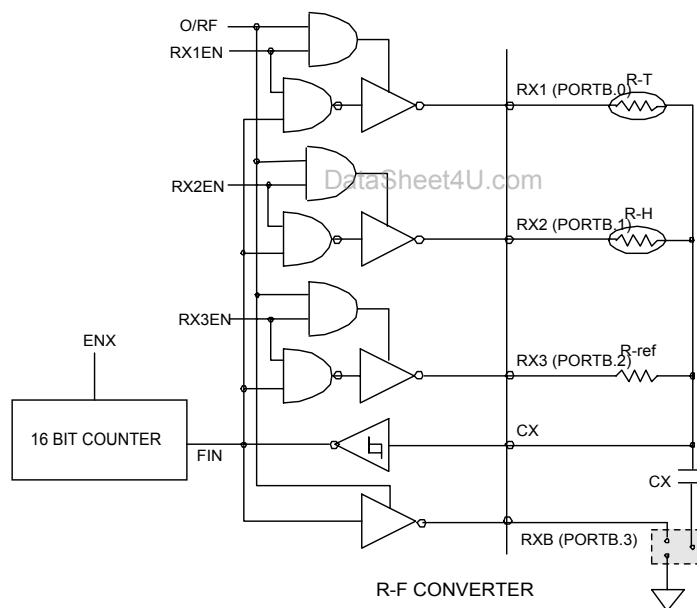 O/RF
RX1EN
R-T
RX1 (PORTB.0)
DataSheet4U.com
RX2EN
R-H
RX2 (PORTB.1)
RX3EN
ENX
R-ref
RX3 (PORTB.2)
16 BIT COUNTER
FIN
CX
CX
RXB (PORTB.3)
R-F CONVERTER